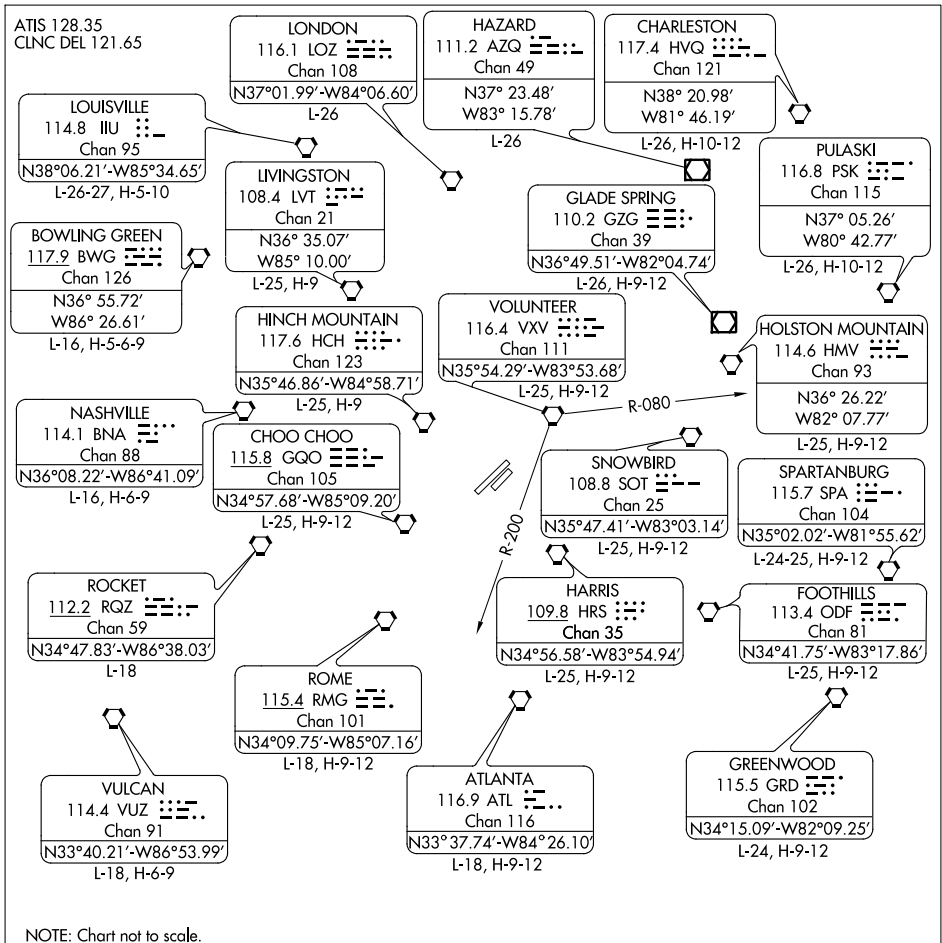 ATIS 128.35
CLNC DEL 121.65
LONDON
116.1 LOZ
Chan 108
N37°01.99′-W84°06.60′
L-26
HAZARD
111.2 AZQ
Chan 49
N37° 23.48′
W83° 15.78′
L-26
CHARLESTON
117.4 HVQ
Chan 121
N38° 20.98′
W81° 46.19′
L-26, H-10-12
LOUISVILLE
114.8 IIU
Chan 95
N38°06.21′-W85°34.65′
L-26-27, H-5-10
LIVINGSTON
108.4 LVT
Chan 21
N36° 35.07′
W85° 10.00′
L-25, H-9
GLADE SPRING
110.2 GZG
Chan 39
N36°49.51′-W82°04.74′
L-26, H-9-12
PULASKI
116.8 PSK
Chan 115
N37° 05.26′
W80° 42.77′
L-26, H-10-12
BOWLING GREEN
117.9 BWG
Chan 126
N36° 55.72′
W86° 26.61′
L-16, H-5-6-9
HINCH MOUNTAIN
117.6 HCH
Chan 123
N35°46.86′-W84°58.71′
L-25, H-9
VOLUNTEER
116.4 VXV
Chan 111
N35°54.29′-W83°53.68′
L-25, H-9-12
HOLSTON MOUNTAIN
114.6 HMV
Chan 93
N36° 26.22′
W82° 07.77′
L-25, H-9-12
R-080
R-200
NASHVILLE
114.1 BNA
Chan 88
N36°08.22′-W86°41.09′
L-16, H-6-9
CHOO CHOO
115.8 GQO
Chan 105
N34°57.68′-W85°09.20′
L-25, H-9-12
SNOWBIRD
108.8 SOT
Chan 25
N35°47.41′-W83°03.14′
L-25, H-9-12
SPARTANBURG
115.7 SPA
Chan 104
N35°02.02′-W81°55.62′
L-24-25, H-9-12
ROCKET
112.2 RQZ
Chan 59
N34°47.83′-W86°38.03′
L-18
HARRIS
109.8 HRS
Chan 35
N34°56.58′-W83°54.94′
L-25, H-9-12
FOOTHILLS
113.4 ODF
Chan 81
N34°41.75′-W83°17.86′
L-25, H-9-12
ROME
115.4 RMG
Chan 101
N34°09.75′-W85°07.16′
L-18, H-9-12
VULCAN
114.4 VUZ
Chan 91
N33°40.21′-W86°53.99′
L-18, H-6-9
ATLANTA
116.9 ATL
Chan 116
N33°37.74′-W84°26.10′
L-18, H-9-12
GREENWOOD
115.5 GRD
Chan 102
N34°15.09′-W82°09.25′
L-24, H-9-12
NOTE: Chart not to scale.